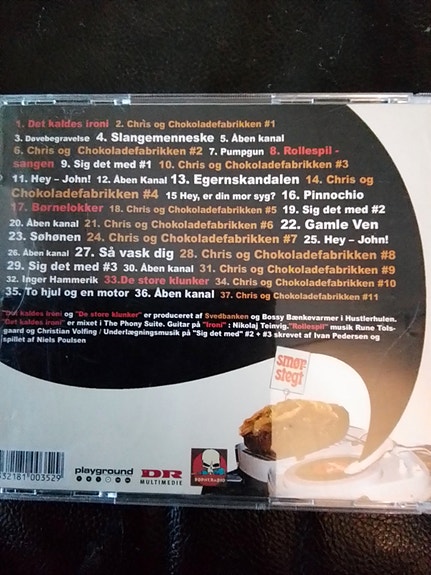 1. Det kaldes ironi 2. Chris og Chokoladefabrikken #1
3. Døvebegravelse 4. Slangemenneske 5. Åben kanal
6. Chris og Chokoladefabrikken #2 7. Pumpgun 8. Rollespil -
sangen 9. Sig det med #1 10. Chris og Chokoladefabrikken #3
11. Hey – John! 12. Åben Kanal 13. Egernskandalen 14. Chris og
Chokoladefabrikken #4 15 Hey, er din mor syg? 16. Pinnochio
17. Børnelokker 18. Chris og Chokoladefabrikken #5 19. Sig det med #2
20. Åben kanal 21. Chris og Chokoladefabrikken #6 22. Gamle Ven
23. Søhønen 24. Chris og Chokoladefabrikken #7 25. Hey – John!
26. Åben kanal 27. Så vask dig 28. Chris og Chokoladefabrikken #8
29. Sig det med #3 30. Åben kanal 31. Chris og Chokoladefabrikken #9
32. Inger Hammerik 33.De store klunker 34. Chris og Chokoladefabrikken #10
35. To hjul og en motor 36. Åben kanal 37. Chris og Chokoladefabrikken #11
"Det kaldes ironi og "De store klunker" er produceret af Svedbanken og Bossy Bænkevarmer i Hustlerhulen.
"Det kaldes ironi" er mixet i The Phony Suite. Guitar på "Ironi" : Nikolaj Teinvig."Rollespil" musik Rune Tols-
gaard og Christian Volfing / Underlægningsmusik på "Sig det med" #2 + #3 skrevet af Ivan Pedersen og
spillet af Niels Poulsen
smør
stegt
playground
DR
MULTIMEDIE
332181 003529